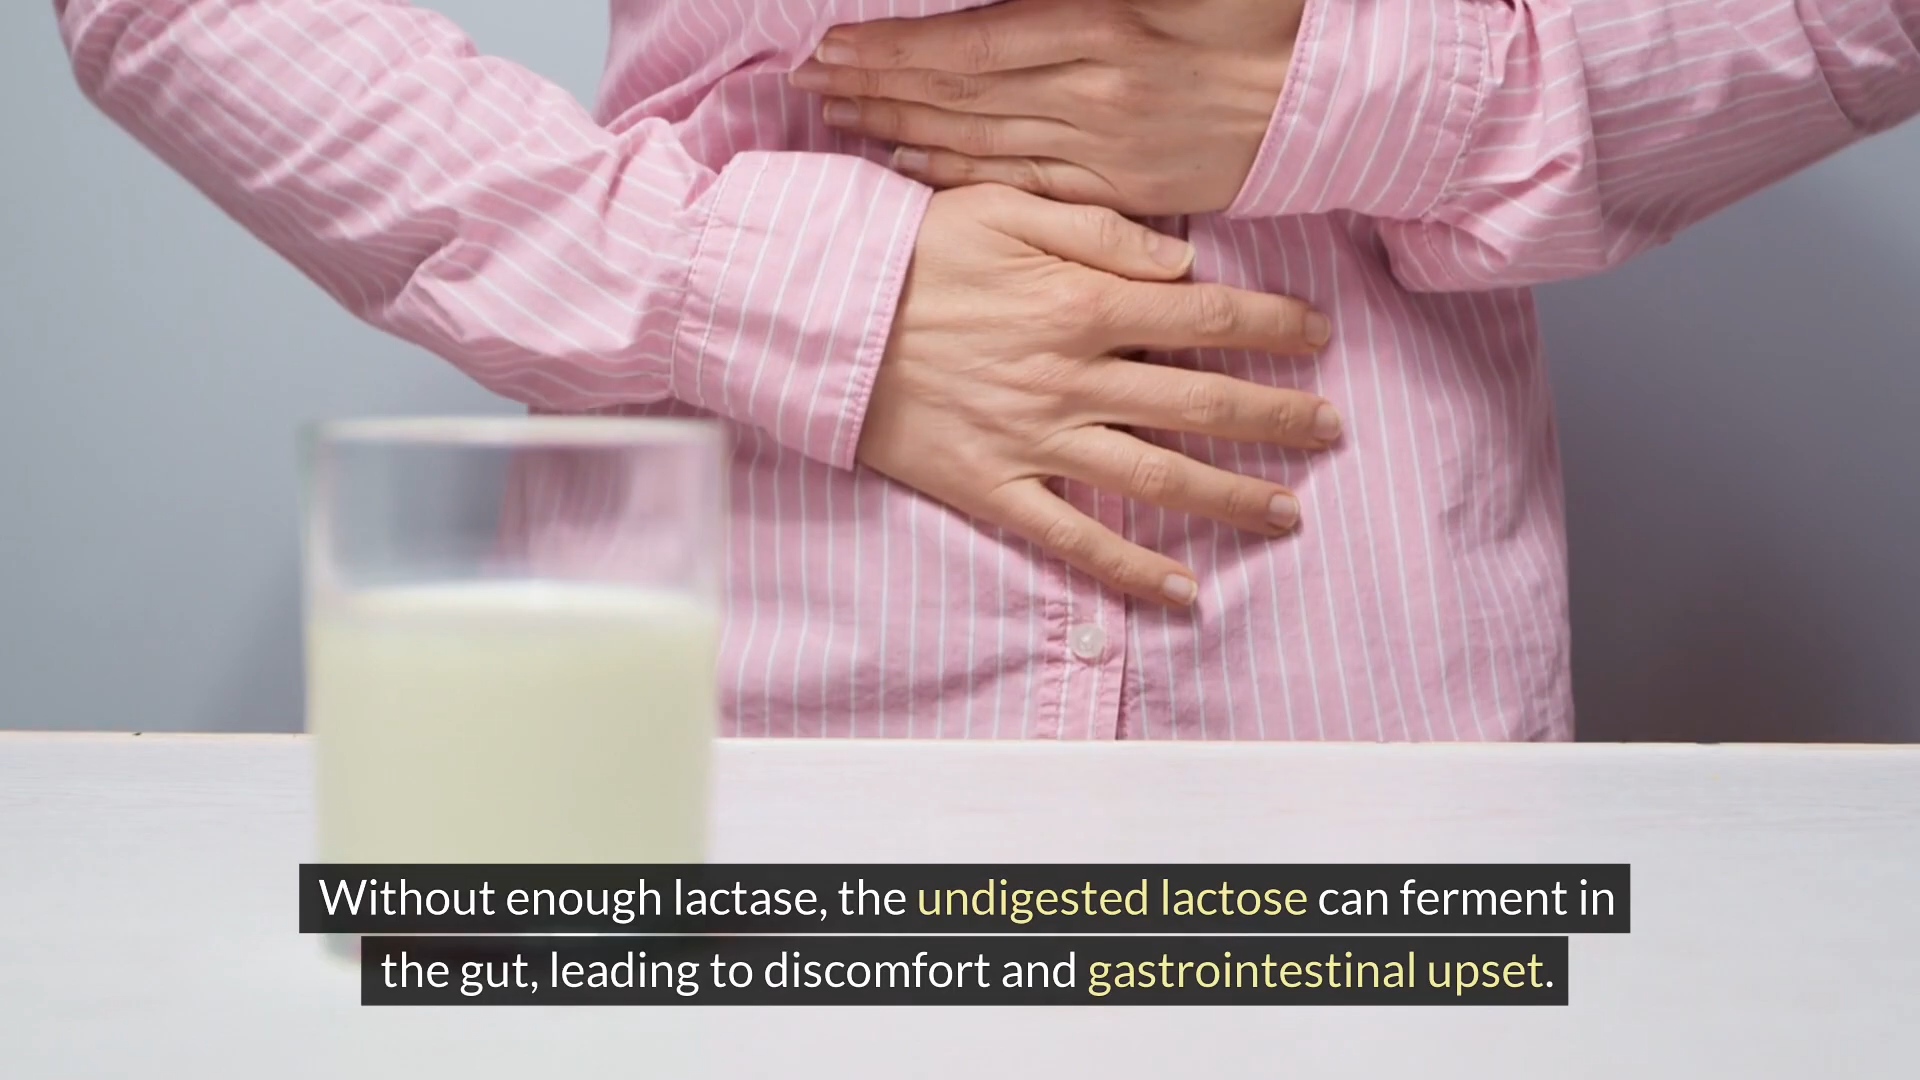 Without enough lactase, the undigested lactose can ferment in
the gut, leading to discomfort and gastrointestinal upset.